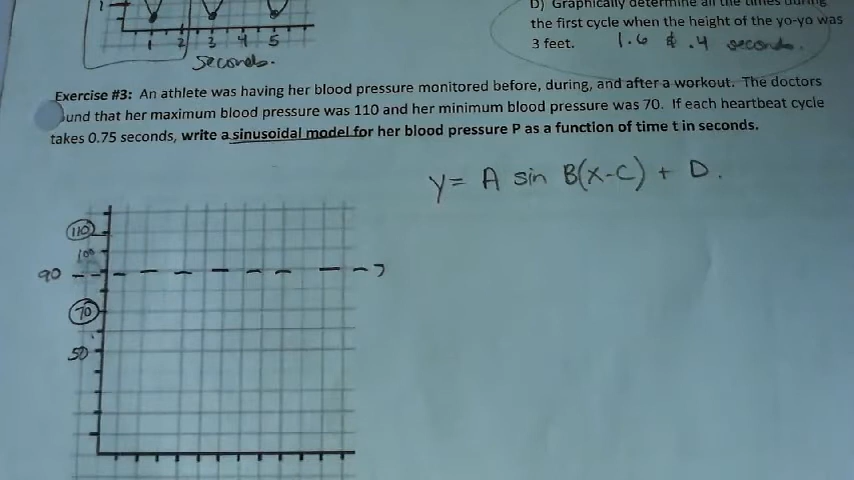 D) Graphically determine all the times during
the first cycle when the height of the yo-yo was
3 feet. 1.6 & .4 seconds.
1 2 3 4 5
seconds.
Exercise #3: An athlete was having her blood pressure monitored before, during, and after a workout. The doctors
ound that her maximum blood pressure was 110 and her minimum blood pressure was 70. If each heartbeat cycle
takes 0.75 seconds, write a sinusoidal model for her blood pressure P as a function of time t in seconds.
y= A sin B(x-c) + D.
110
100
90
70
50